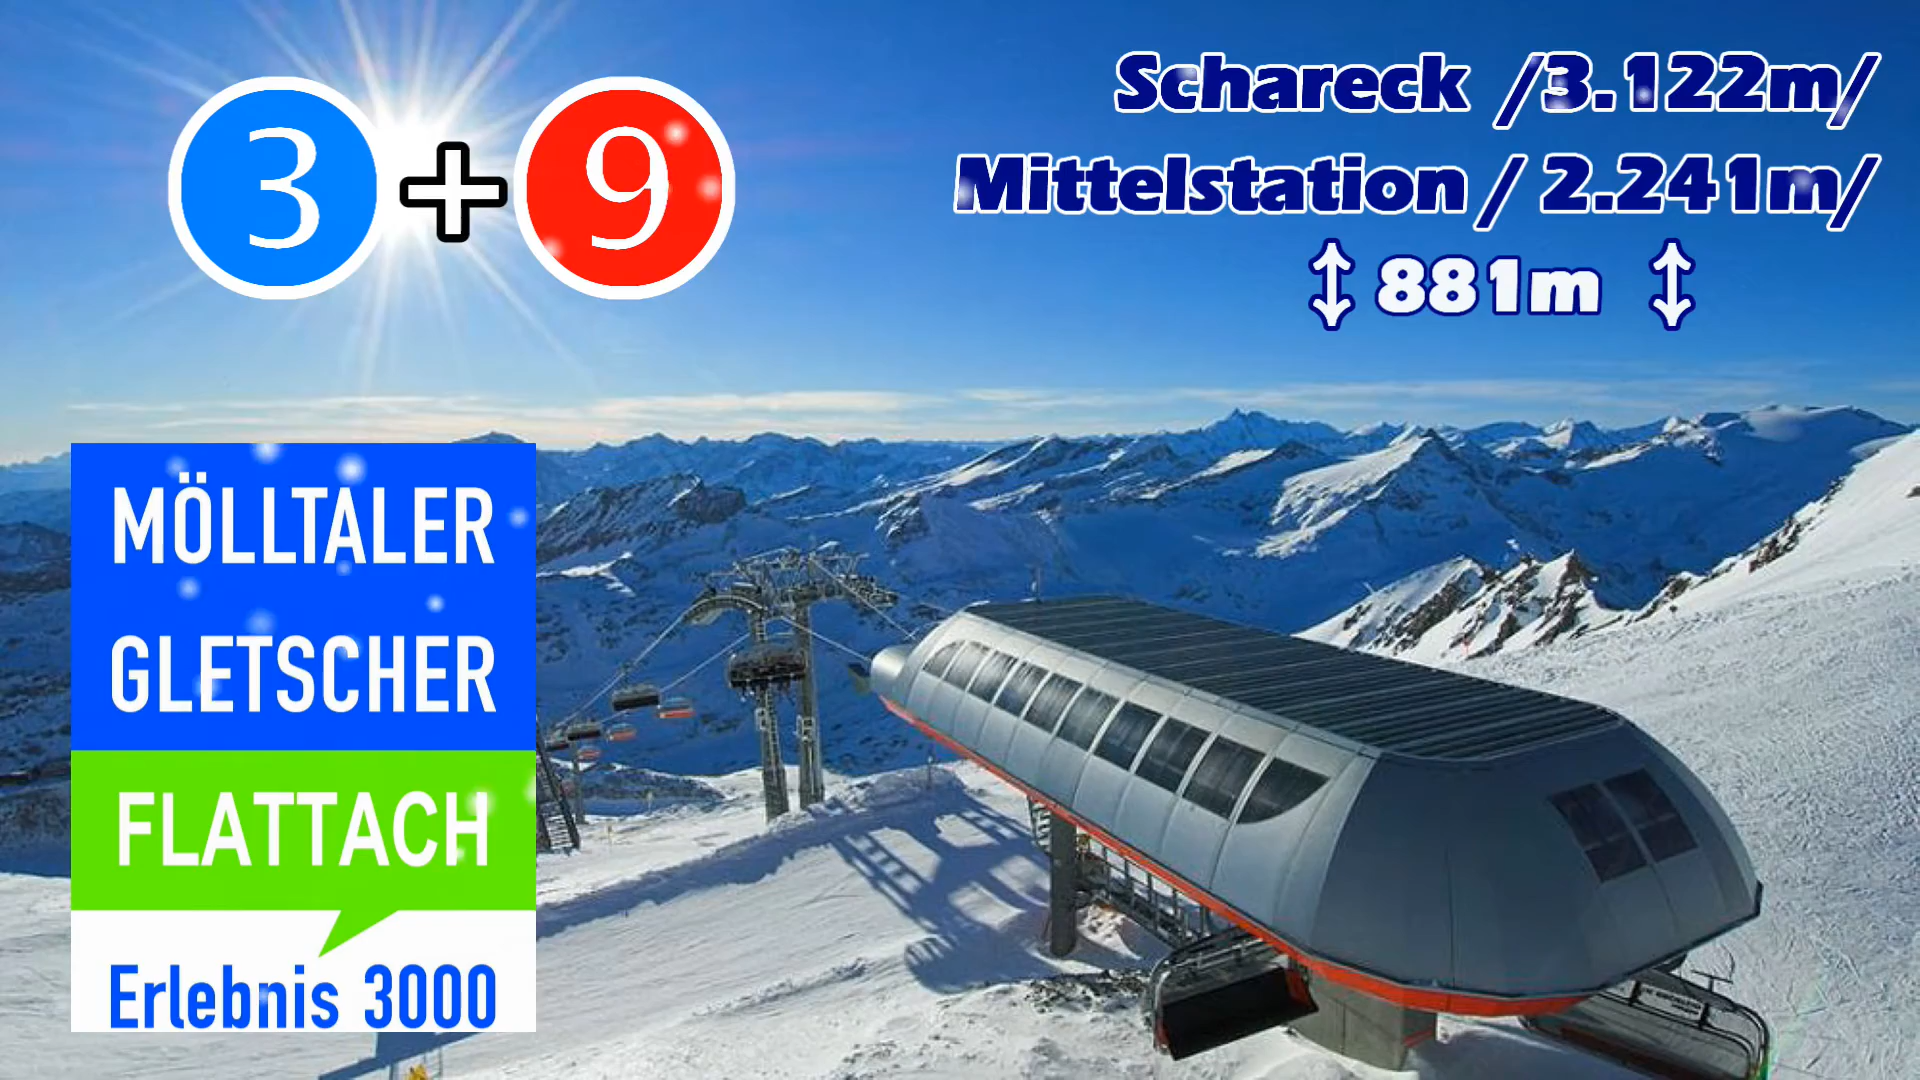 3 + 9
Schareck /3.122m/
Mittelstation / 2.241m/
↕ 881m ↕
MÖLLTALER
GLETSCHER
FLATTACH
Erlebnis 3000